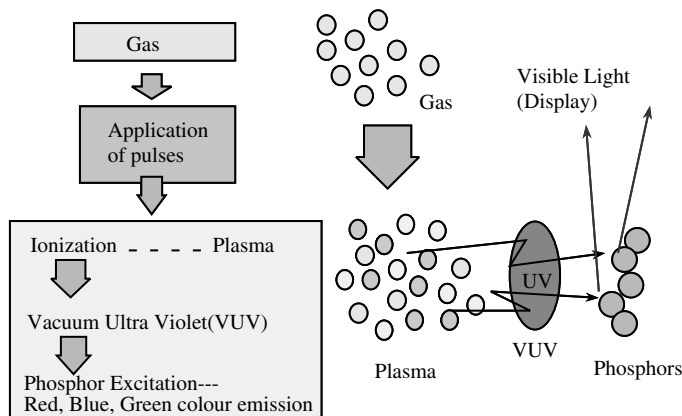 Gas
Application
of pulses
Ionization _ _ _ _ Plasma
Vacuum Ultra Violet(VUV)
Phosphor Excitation---
Red, Blue, Green colour emission
Gas
Visible Light
(Display)
UV
VUV
Plasma
Phosphors